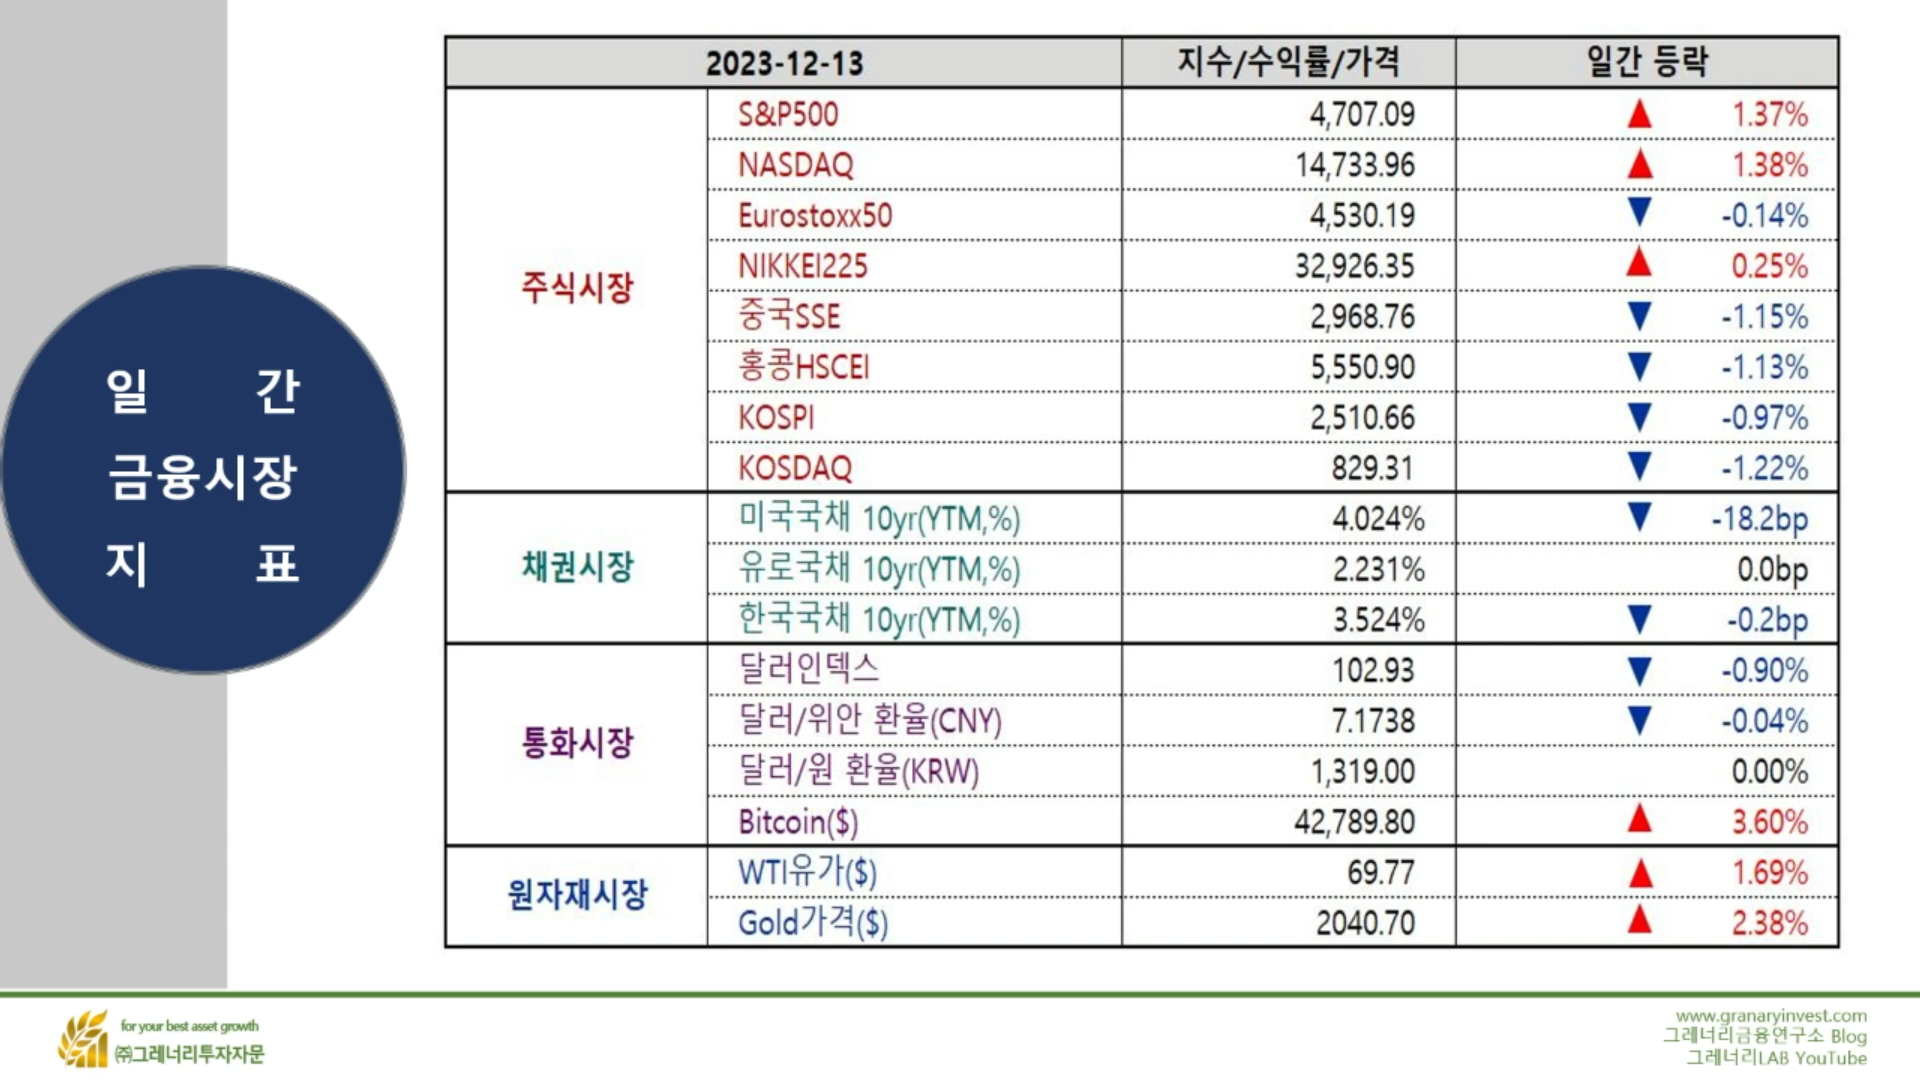 일 간
금융시장
지 표
2023-12-13 지수/수익률/가격 일간 등락
주식시장
S&P500 4,707.09 ▲ 1.37%
NASDAQ 14,733.96 ▲ 1.38%
Eurostoxx50 4,530.19 ▼ -0.14%
NIKKEI225 32,926.35 ▲ 0.25%
중국SSE 2,968.76 ▼ -1.15%
홍콩HSCEI 5,550.90 ▼ -1.13%
KOSPI 2,510.66 ▼ -0.97%
KOSDAQ 829.31 ▼ -1.22%
채권시장
미국국채 10yr(YTM,%) 4.024% ▼ -18.2bp
유로국채 10yr(YTM,%) 2.231% 0.0bp
한국국채 10yr(YTM,%) 3.524% ▼ -0.2bp
통화시장
달러인덱스 102.93 ▼ -0.90%
달러/위안 환율(CNY) 7.1738 ▼ -0.04%
달러/원 환율(KRW) 1,319.00 0.00%
Bitcoin($) 42,789.80 ▲ 3.60%
원자재시장
WTI유가($) 69.77 ▲ 1.69%
Gold가격($) 2040.70 ▲ 2.38%
for your best asset growth
㈜그레너리투자자문
www.granaryinvest.com
그레너리금융연구소 Blog
그레너리LAB YouTube